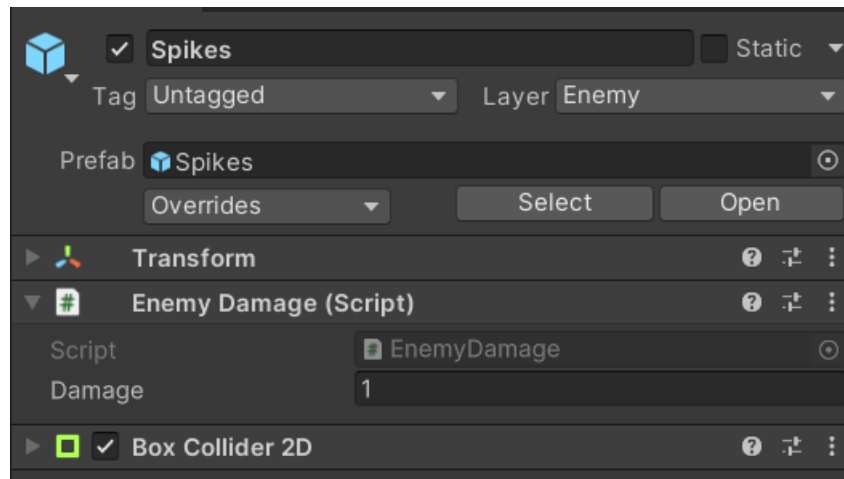 Spikes Static
Tag Untagged Layer Enemy
Prefab Spikes
Overrides Select Open
Transform
# Enemy Damage (Script)
Script # EnemyDamage
Damage 1
Box Collider 2D